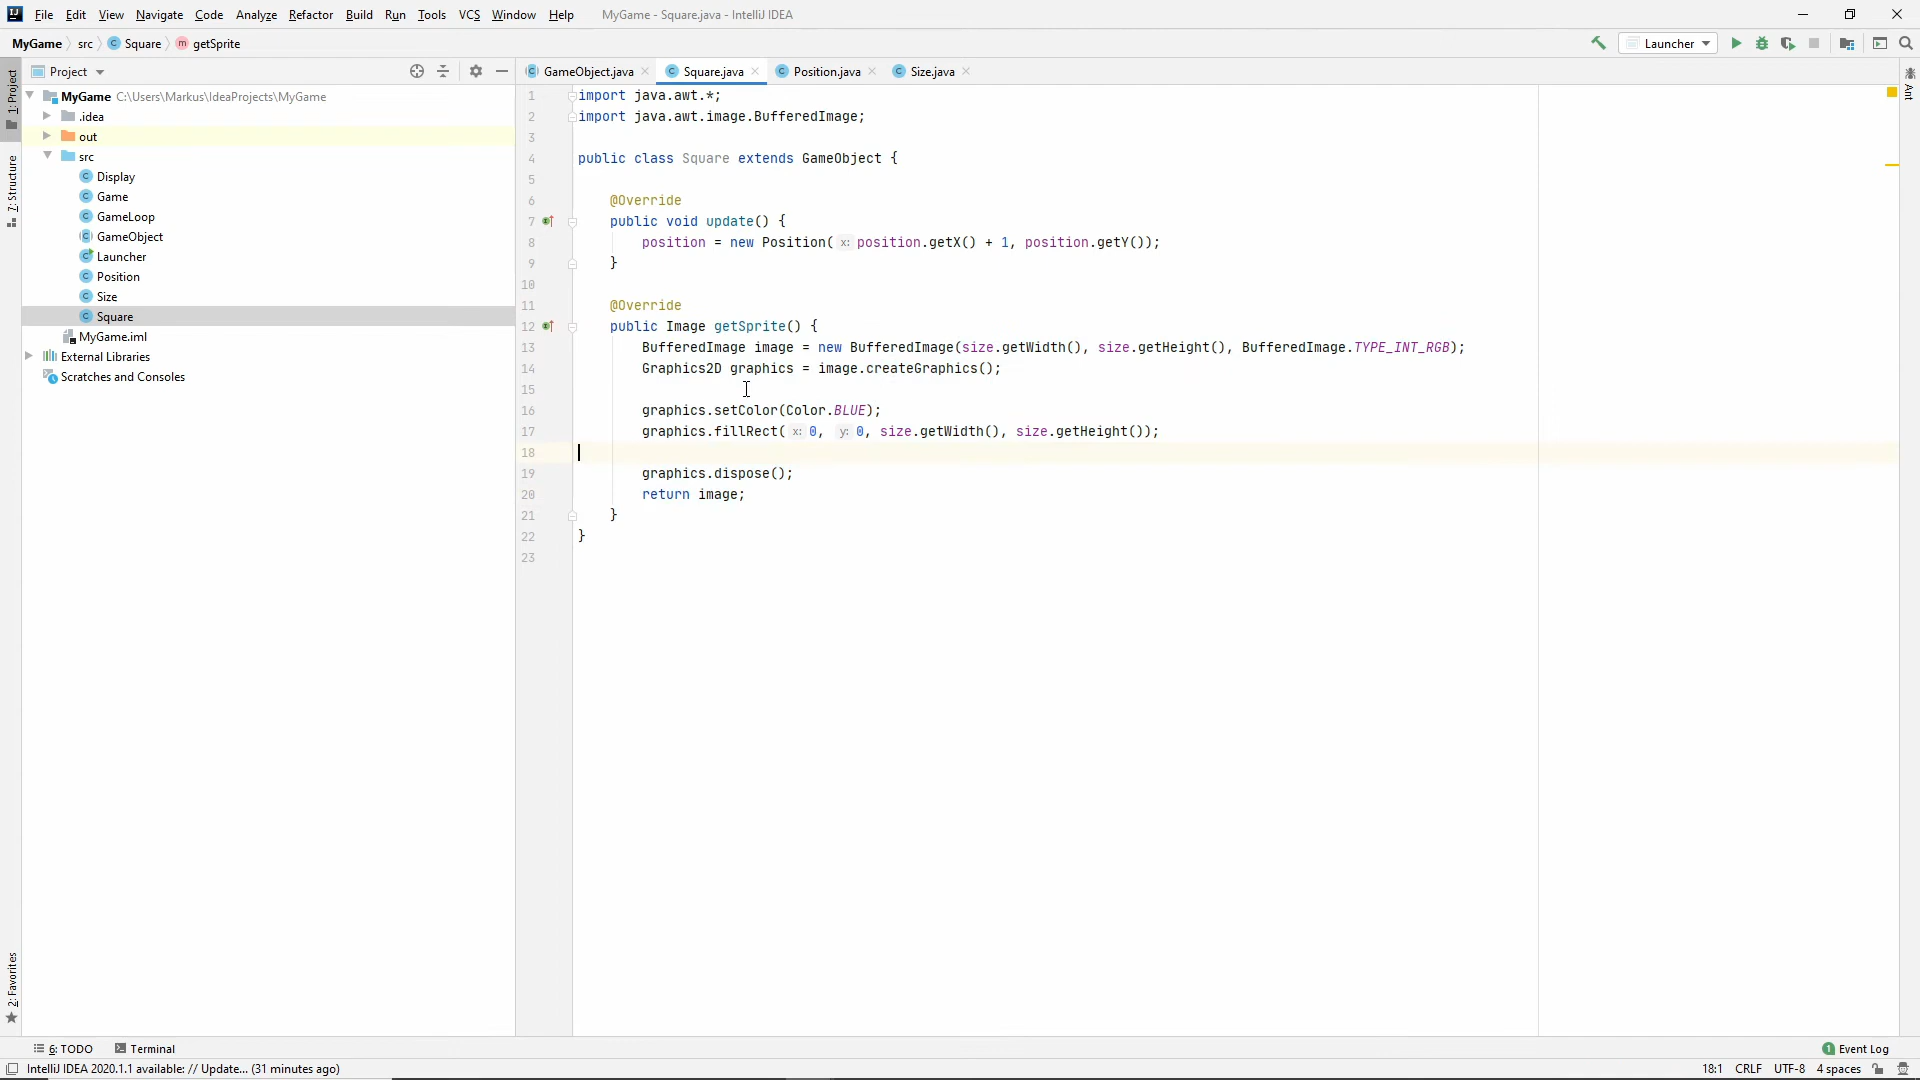 File Edit View Navigate Code Analyze Refactor Build Run Tools VCS Window Help MyGame - Square.java - IntelliJ IDEA
MyGame src Square getSprite Launcher
Project GameObject.java Square.java Position.java Size.java
1: Project
7: Structure
2: Favorites
Ant
MyGame C:\Users\Markus\IdeaProjects\MyGame
.idea
out
src
Display
Game
GameLoop
GameObject
Launcher
Position
Size
Square
MyGame.iml
External Libraries
Scratches and Consoles
1 import java.awt.*;
2 import java.awt.image.BufferedImage;
3
4 public class Square extends GameObject {
5
6 @Override
7 public void update() {
8 position = new Position( x: position.getX() + 1, position.getY());
9 }
10
11 @Override
12 public Image getSprite() {
13 BufferedImage image = new BufferedImage(size.getWidth(), size.getHeight(), BufferedImage.TYPE_INT_RGB);
14 Graphics2D graphics = image.createGraphics();
15
16 graphics.setColor(Color.BLUE);
17 graphics.fillRect( x: 0, y: 0, size.getWidth(), size.getHeight());
18
19 graphics.dispose();
20 return image;
21 }
22 }
23
6: TODO Terminal 1 Event Log
IntelliJ IDEA 2020.1.1 available: // Update... (31 minutes ago) 18:1 CRLF UTF-8 4 spaces